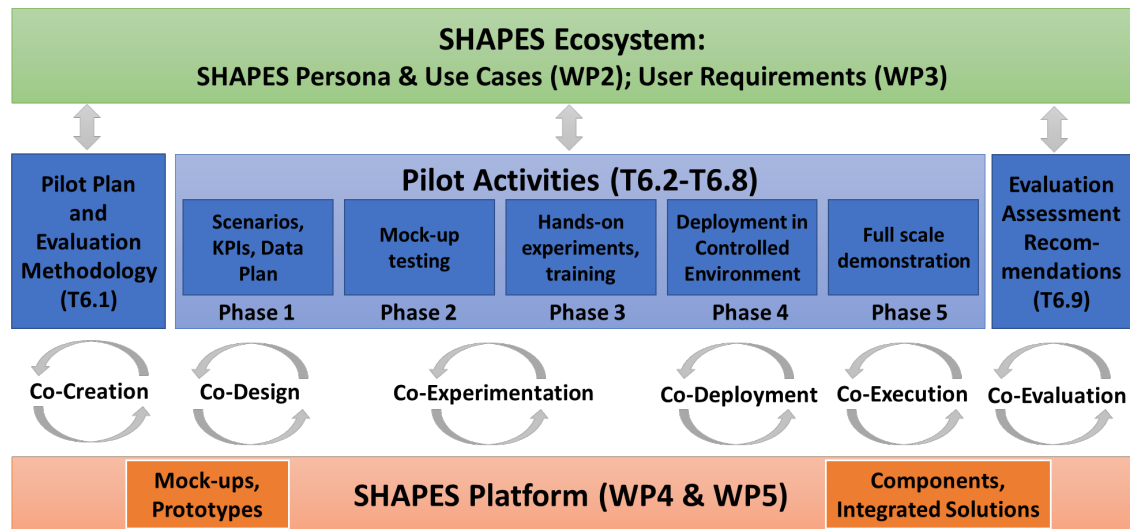 SHAPES Ecosystem:
SHAPES Persona & Use Cases (WP2); User Requirements (WP3)
Pilot Plan
and
Evaluation
Methodology
(T6.1)
Pilot Activities (T6.2-T6.8)
Scenarios,
KPIs, Data
Plan
Phase 1
Mock-up
testing
Phase 2
Hands-on
experiments,
training
Phase 3
Deployment in
Controlled
Environment
Phase 4
Full scale
demonstration
Phase 5
Evaluation
Assessment
Recom-
mendations
(T6.9)
Co-Creation
Co-Design
Co-Experimentation
Co-Deployment
Co-Execution
Co-Evaluation
Mock-ups,
Prototypes
SHAPES Platform (WP4 & WP5)
Components,
Integrated Solutions